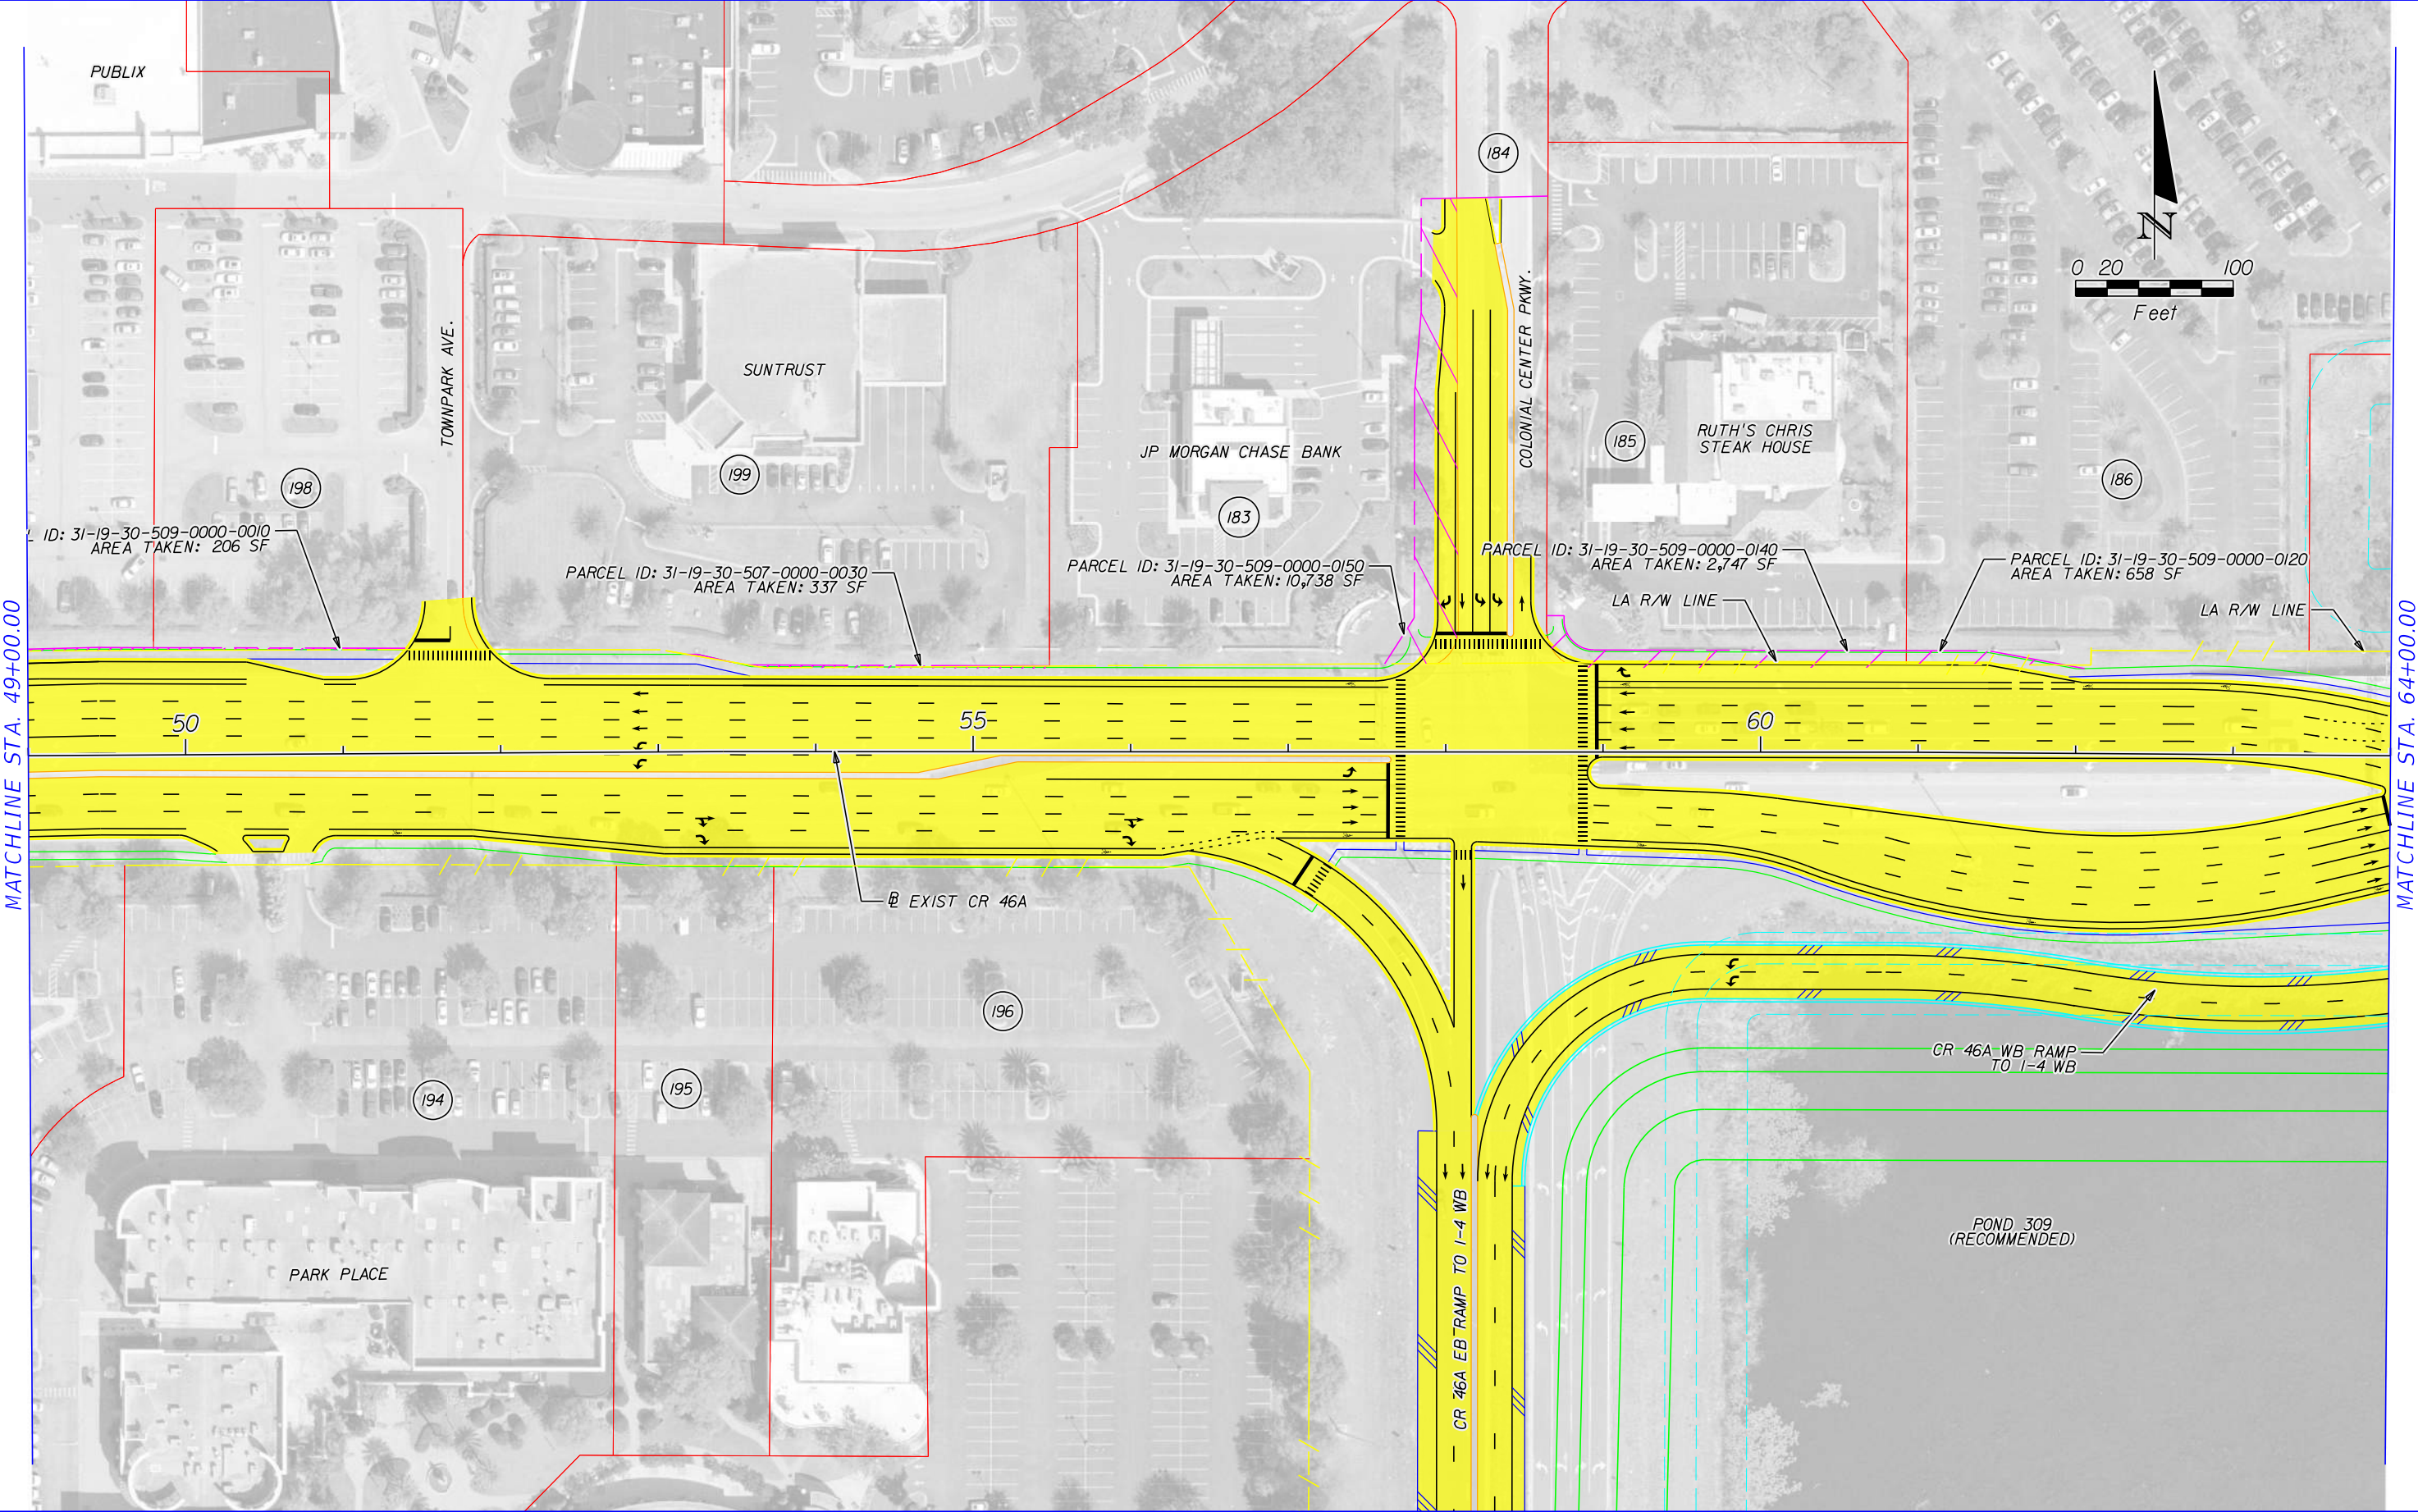 PUBLIX
184
N
0 20 100
Feet
TOWNPARK AVE.
SUNTRUST
COLONIAL CENTER PKWY.
JP MORGAN CHASE BANK
185
RUTH'S CHRIS
STEAK HOUSE
198
199
183
186
L ID: 31-19-30-509-0000-0010
AREA TAKEN: 206 SF
PARCEL ID: 31-19-30-507-0000-0030
AREA TAKEN: 337 SF
PARCEL ID: 31-19-30-509-0000-0150
AREA TAKEN: 10,738 SF
PARCEL ID: 31-19-30-509-0000-0140
AREA TAKEN: 2,747 SF
PARCEL ID: 31-19-30-509-0000-0120
AREA TAKEN: 658 SF
LA R/W LINE
LA R/W LINE
MATCHLINE STA. 49+00.00
MATCHLINE STA. 64+00.00
50
55
60
EXIST CR 46A
196
195
194
CR 46A WB RAMP
TO I-4 WB
CR 46A EB RAMP TO I-4 WB
POND 309
(RECOMMENDED)
PARK PLACE